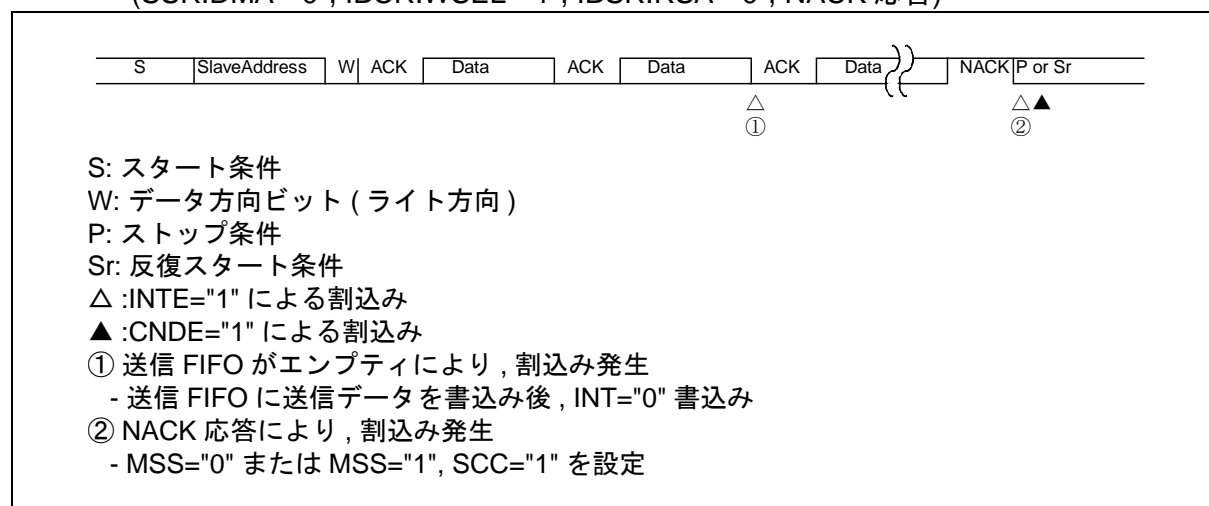 S SlaveAddress W ACK Data ACK Data ACK Data NACK P or Sr
△ △▲
① ②
S: スタート条件
W: データ方向ビット ( ライト方向 )
P: ストップ条件
Sr: 反復スタート条件
△ :INTE="1" による割込み
▲ :CNDE="1" による割込み
① 送信 FIFO がエンプティにより , 割込み発生
- 送信 FIFO に送信データを書込み後 , INT="0" 書込み
② NACK 応答により , 割込み発生
- MSS="0" または MSS="1", SCC="1" を設定